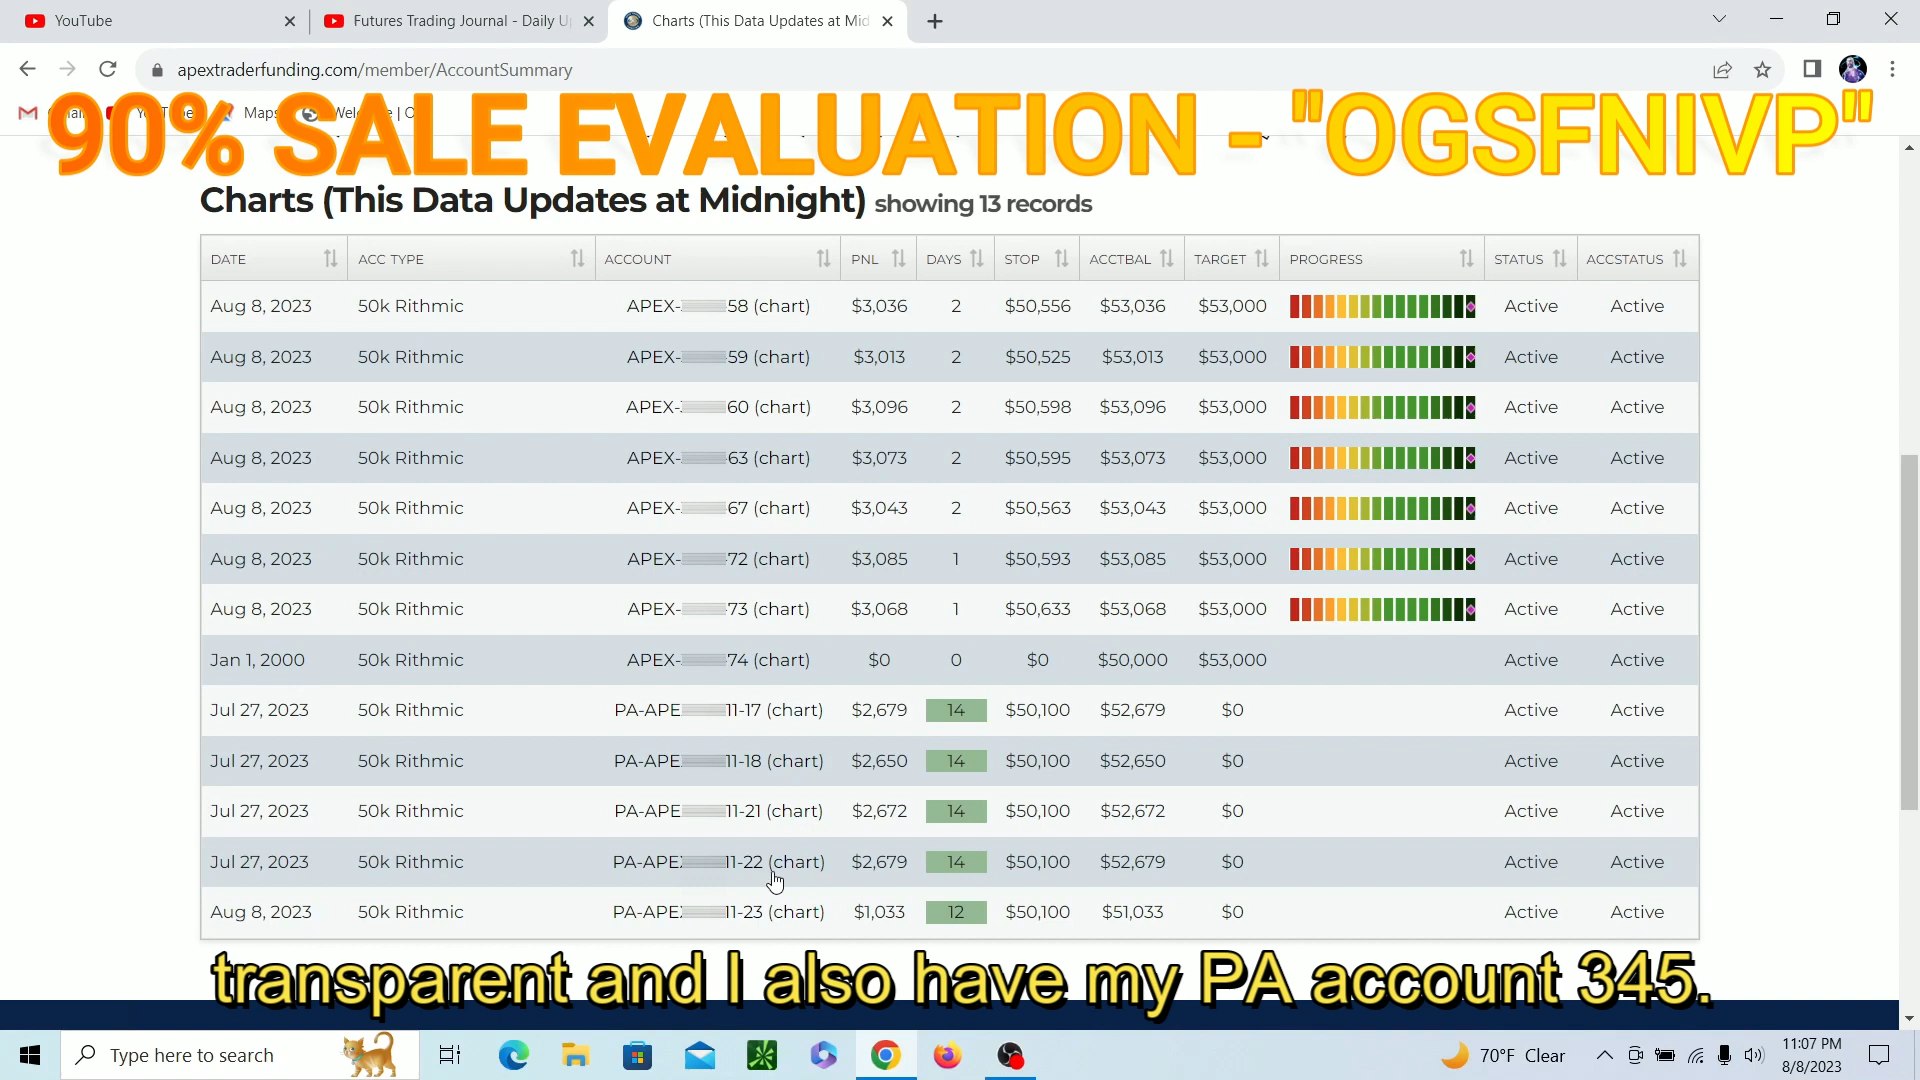 YouTube
Futures Trading Journal - Daily U
Charts (This Data Updates at Mid
apextraderfunding.com/member/AccountSummary
Maps
90% SALE EVALUATION - "OGSFNIVP"
Charts (This Data Updates at Midnight) showing 13 records
DATE ACC TYPE ACCOUNT PNL DAYS STOP ACCTBAL TARGET PROGRESS STATUS ACCSTATUS
Aug 8, 2023 50k Rithmic APEX- 58 (chart) $3,036 2 $50,556 $53,036 $53,000 Active Active
Aug 8, 2023 50k Rithmic APEX- 59 (chart) $3,013 2 $50,525 $53,013 $53,000 Active Active
Aug 8, 2023 50k Rithmic APEX- 60 (chart) $3,096 2 $50,598 $53,096 $53,000 Active Active
Aug 8, 2023 50k Rithmic APEX- 63 (chart) $3,073 2 $50,595 $53,073 $53,000 Active Active
Aug 8, 2023 50k Rithmic APEX- 67 (chart) $3,043 2 $50,563 $53,043 $53,000 Active Active
Aug 8, 2023 50k Rithmic APEX- 72 (chart) $3,085 1 $50,593 $53,085 $53,000 Active Active
Aug 8, 2023 50k Rithmic APEX- 73 (chart) $3,068 1 $50,633 $53,068 $53,000 Active Active
Jan 1, 2000 50k Rithmic APEX- 74 (chart) $0 0 $0 $50,000 $53,000 Active Active
Jul 27, 2023 50k Rithmic PA-APE 11-17 (chart) $2,679 14 $50,100 $52,679 $0 Active Active
Jul 27, 2023 50k Rithmic PA-APE 11-18 (chart) $2,650 14 $50,100 $52,650 $0 Active Active
Jul 27, 2023 50k Rithmic PA-APE 11-21 (chart) $2,672 14 $50,100 $52,672 $0 Active Active
Jul 27, 2023 50k Rithmic PA-APE 11-22 (chart) $2,679 14 $50,100 $52,679 $0 Active Active
Aug 8, 2023 50k Rithmic PA-APE 11-23 (chart) $1,033 12 $50,100 $51,033 $0 Active Active
transparent and I also have my PA account 345.
Type here to search
70°F Clear
11:07 PM
8/8/2023